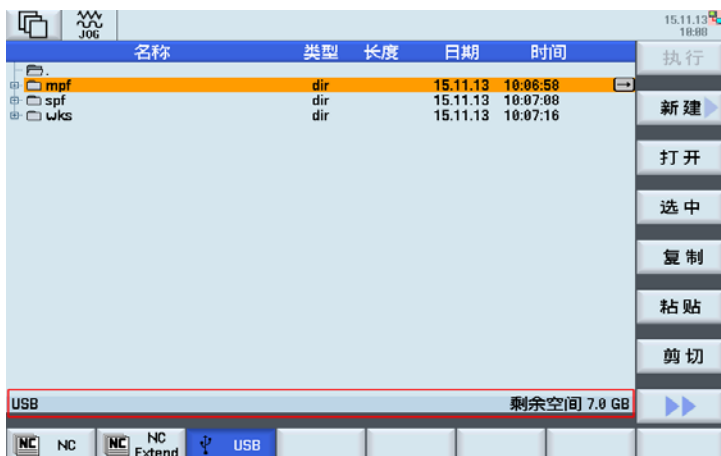 JOG
15.11.13
10:08
名称 类型 长度 日期 时间
.
mpf dir 15.11.13 10:06:58
spf dir 15.11.13 10:07:08
wks dir 15.11.13 10:07:16
执行
新建
打开
选中
复制
粘贴
剪切
USB 剩余空间 7.0 GB
NC NC
NC NC Extend
USB